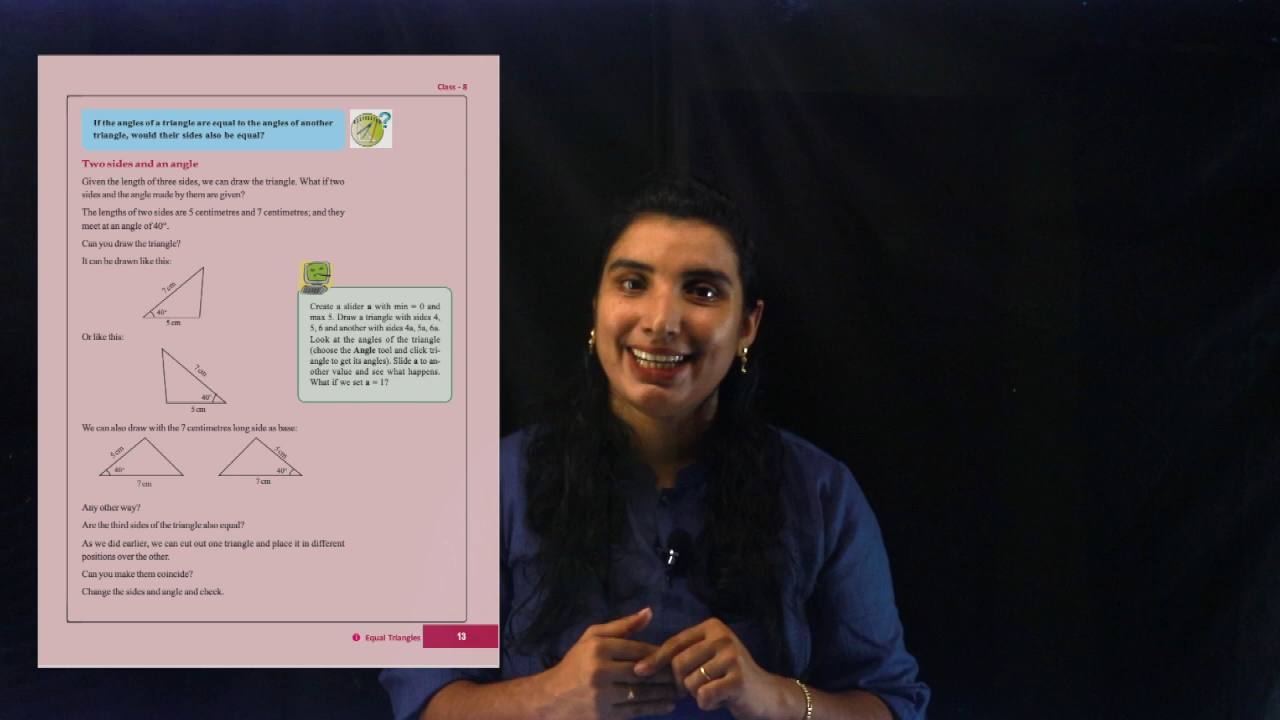 Class - 8
If the angles of a triangle are equal to the angles of another
triangle, would their sides also be equal?
Two sides and an angle
Given the length of three sides, we can draw the triangle. What if two
sides and the angle made by them are given?
The lengths of two sides are 5 centimetres and 7 centimetres; and they
meet at an angle of 40°.
Can you draw the triangle?
It can be drawn like this:
7 cm
40°
5 cm
Or like this:
7 cm
40°
5 cm
Create a slider a with min = 0 and
max 5. Draw a triangle with sides 4,
5, 6 and another with sides 4a, 5a, 6a.
Look at the angles of the triangle
(choose the Angle tool and click tri-
angle to get its angles). Slide a to an-
other value and see what happens.
What if we set a = 1?
We can also draw with the 7 centimetres long side as base:
5 cm
40°
7 cm
5 cm
40°
7 cm
Any other way?
Are the third sides of the triangle also equal?
As we did earlier, we can cut out one triangle and place it in different
positions over the other.
Can you make them coincide?
Change the sides and angle and check.
1 Equal Triangles 13